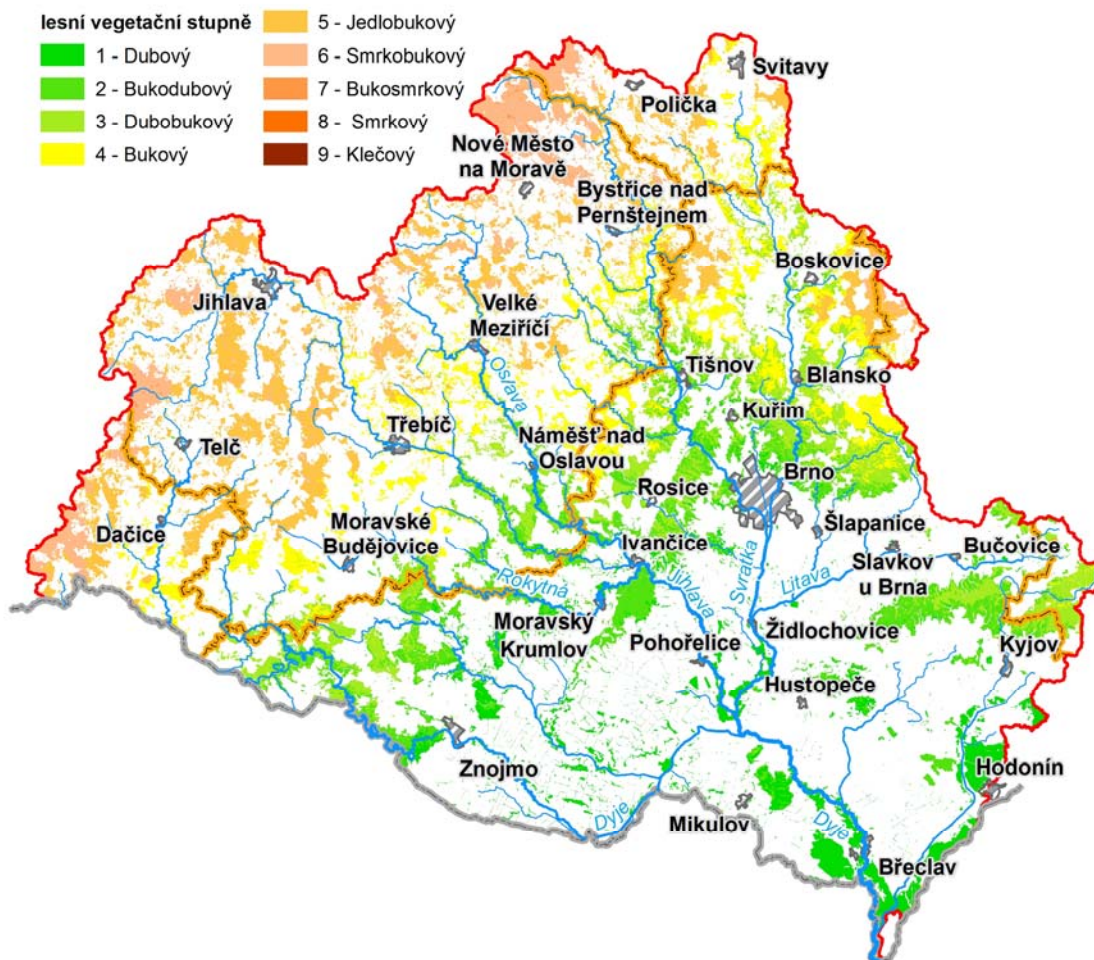 lesní vegetační stupně
1 - Dubový
2 - Bukodubový
3 - Dubobukový
4 - Bukový
5 - Jedlobukový
6 - Smrkobukový
7 - Bukosmrkový
8 - Smrkový
9 - Klečový
Svitavy
Polička
Nové Město
na Moravě
Bystřice nad
Pernštejnem
Boskovice
Jihlava
Velké
Meziříčí
Oslava
Tišnov
Blansko
Kuřim
Třebíč
Telč
Náměšť nad
Oslavou
Brno
Rosice
Šlapanice
Dačice
Moravské
Budějovice
Ivančice
Bučovice
Slavkov
u Brna
Rokytná
Jihlava
Svratka
Litava
Moravský
Krumlov
Židlochovice
Pohořelice
Kyjov
Hustopeče
Znojmo
Hodonín
Dyje
Mikulov
Dyje
Břeclav